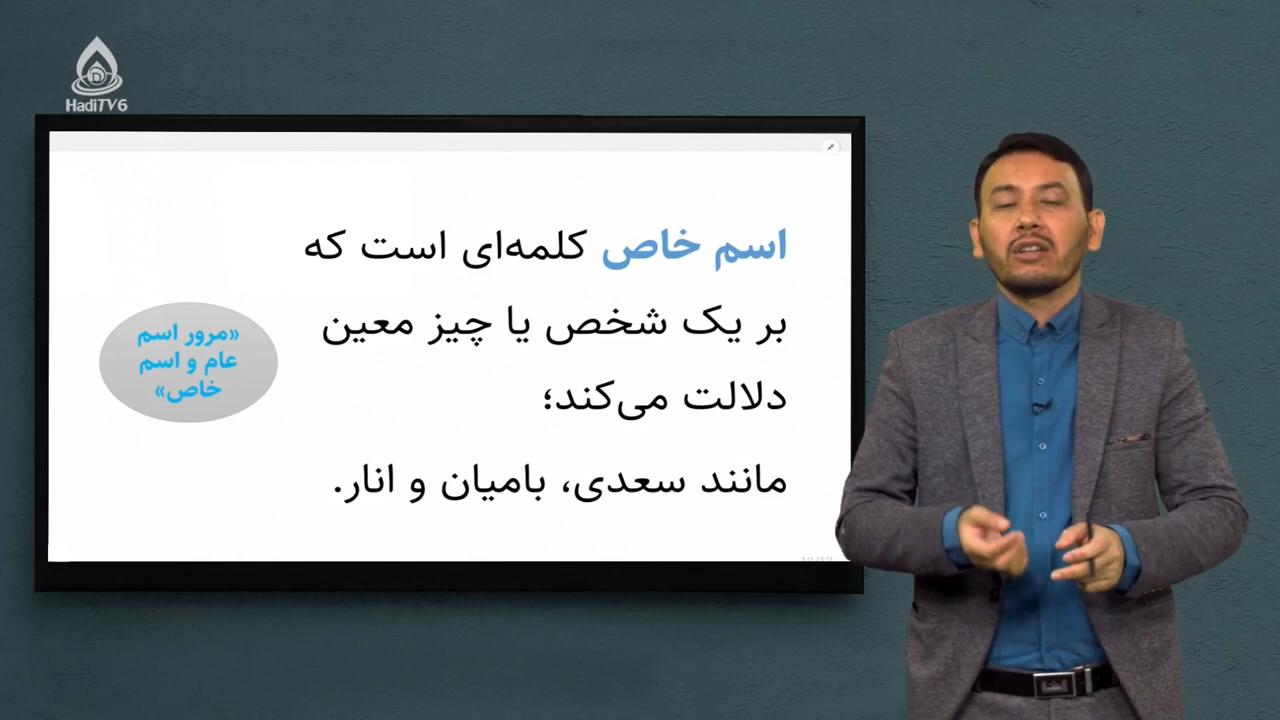 HadiTV6
اسم خاص کلمه‌ای است که
بر یک شخص یا چیز معین
دلالت می‌کند؛
مانند سعدی، بامیان و انار.
«مرور اسم
عام و اسم
خاص»